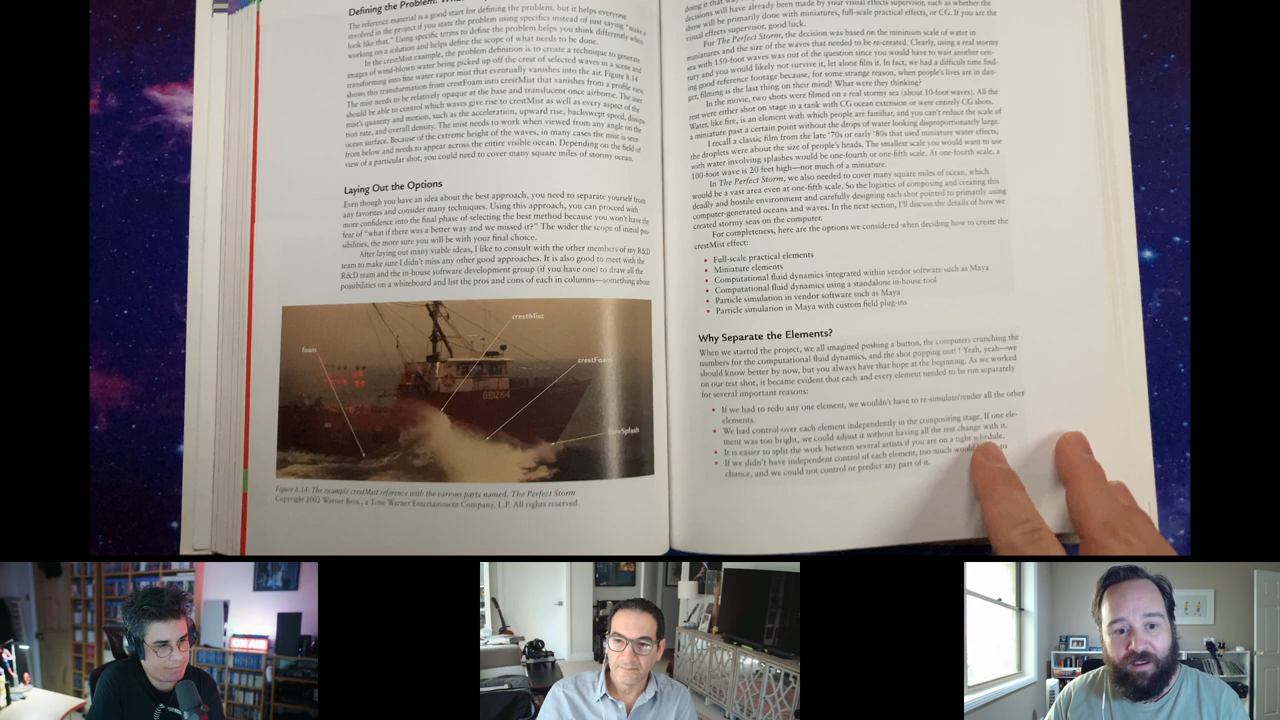 Defining the Problem:
The reference material is a good start for defining the problem, but it helps everyone
involved in the project if you state the problem using specifics instead of just saying "make it
look like that." Using specific terms to define the problem helps you think differently when
working on a solution and helps define the scope of what needs to be done.
In the crestMist example, the problem definition is to create a technique to generate
images of wind-blown water being picked up off the crest of selected waves in a scene and
transforming into fine water vapor mist that eventually vanishes into the air. Figure 8.14
shows this transformation from crestFoam into crestMist that vanishes from a profile view.
The mist needs to be relatively opaque at the base and translucent once airborne. The user
should be able to control which waves give rise to crestMist as well as every aspect of the
mist's quantity and motion, such as the acceleration, upward rise, backswept speed, dissipa-
tion rate, and overall density. The mist needs to work when viewed from any angle on the
ocean surface. Because of the extreme height of the waves, in many cases the mist is seen
from below and needs to appear across the entire visible ocean. Depending on the field of
view of a particular shot, you could need to cover many square miles of stormy ocean.
Laying Out the Options
Even though you have an idea about the best approach, you need to separate yourself from
any favorites and consider many techniques. Using this approach, you can proceed with
more confidence into the final phase of selecting the best method because you won't have the
fear of "what if there was a better way and we missed it?" The wider the scope of initial pos-
sibilities, the more sure you will be with your final choice.
After laying out many viable ideas, I like to consult with the other members of my R&D
team to make sure I didn't miss any other good approaches. It is also good to meet with the
R&D team and the in-house software development group (if you have one) to draw all the
possibilities on a whiteboard and list the pros and cons of each in columns—something about
foam
crestMist
crestFoam
bowSplash
Figure 8.14 The example crestMist reference with the various parts named. The Perfect Storm
Copyright 2002 Warner Bros., a Time Warner Entertainment Company, L.P. All rights reserved.
doing it that way
decisions will have already been made by your visual effects supervisor, such as whether the
show will be primarily done with miniatures, full-scale practical effects, or CG. If you are the
visual effects supervisor, good luck.
For The Perfect Storm, the decision was based on the minimum scale of water in
miniatures and the size of the waves that needed to be re-created. Clearly, using a real stormy
sea with 150-foot waves was out of the question since you would have to wait another cen-
tury and you would likely not survive it, let alone film it. In fact, we had a difficult time find-
ing good reference footage because, for some strange reason, when people's lives are in dan-
ger, filming is the last thing on their mind! What were they thinking?
In the movie, two shots were filmed on a real stormy sea (about 10-foot waves). All the
rest were either shot on stage in a tank with CG ocean extension or were entirely CG shots.
Water, like fire, is an element with which people are familiar, and you can't reduce the scale of
a miniature past a certain point without the drops of water looking disproportionately large.
I recall a classic film from the late '70s or early '80s that used miniature water effects;
the droplets were about the size of people's heads. The smallest scale you would want to use
with water involving splashes would be one-fourth or one-fifth scale. At one-fourth scale, a
100-foot wave is 20 feet high—not much of a miniature.
In The Perfect Storm, we also needed to cover many square miles of ocean, which
would be a vast area even at one-fifth scale. So the logistics of composing and creating this
deadly and hostile environment and carefully designing each shot pointed to primarily using
computer-generated oceans and waves. In the next section, I'll discuss the details of how we
created stormy seas on the computer.
For completeness, here are the options we considered when deciding how to create the
crestMist effect:
• Full-scale practical elements
• Miniature elements
• Computational fluid dynamics integrated within vendor software such as Maya
• Computational fluid dynamics using a standalone in-house tool
• Particle simulation in vendor software such as Maya
• Particle simulation in Maya with custom field plug-ins
Why Separate the Elements?
When we started the project, we all imagined pushing a button, the computers crunching the
numbers for the computational fluid dynamics, and the shot popping out! Yeah, yeah—we
should know better by now, but you always have that hope at the beginning. As we worked
on our test shot, it became evident that each and every element needed to be run separately
for several important reasons:
• If we had to redo any one element, we wouldn't have to re-simulate/render all the other
elements.
• We had control over each element independently in the compositing stage. If one ele-
ment was too bright, we could adjust it without having all the rest change with it.
• It is easier to split the work between several artists if you are on a tight schedule.
• If we didn't have independent control of each element, too much would be to
chance, and we could not control or predict any part of it.